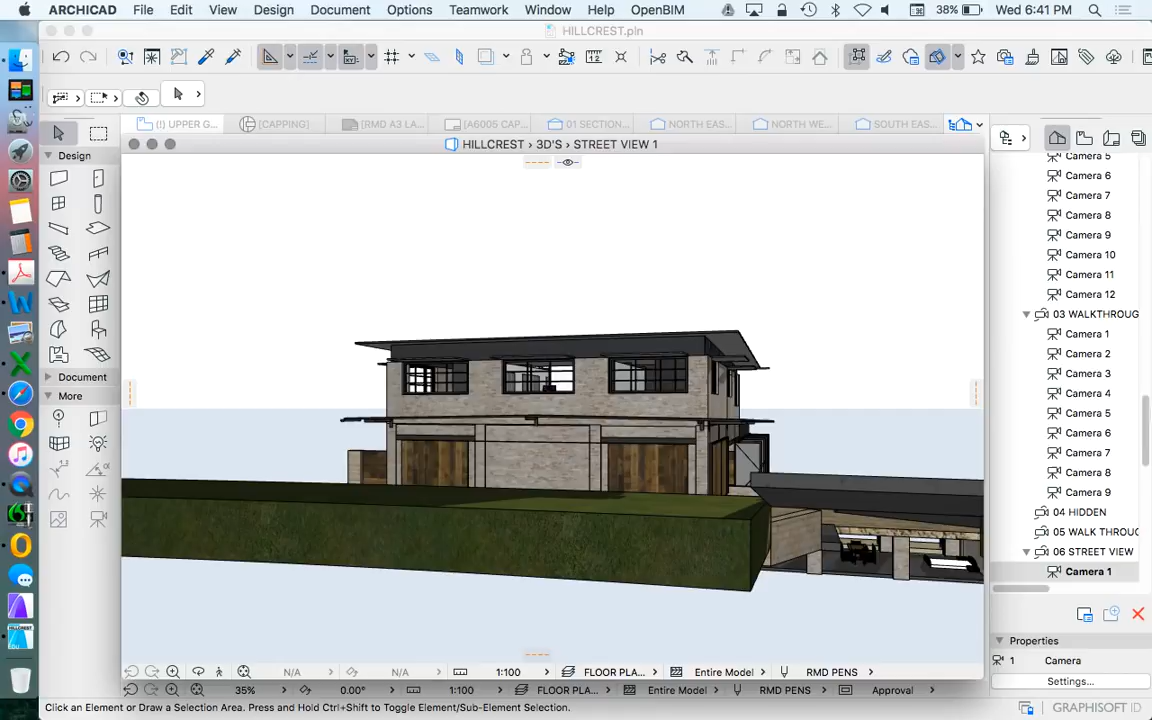 ARCHICAD File Edit View Design Document Options Teamwork Window Help OpenBIM 38% Wed 6:41 PM
HILLCREST.pln
(!) UPPER G... [CAPPING] [RMD A3 LA... [A6005 CAP... 01 SECTION... NORTH EAS... NORTH WE... SOUTH EAS...
HILLCREST › 3D'S › STREET VIEW 1
Design
Document
More
Camera 5
Camera 6
Camera 7
Camera 8
Camera 9
Camera 10
Camera 11
Camera 12
03 WALKTHROUG
Camera 1
Camera 2
Camera 3
Camera 4
Camera 5
Camera 6
Camera 7
Camera 8
Camera 9
04 HIDDEN
05 WALK THROUG
06 STREET VIEW
Camera 1
Properties
1 Camera
Settings...
N/A N/A 1:100 FLOOR PLA... Entire Model RMD PENS
35% 0.00° 1:100 FLOOR PLA... Entire Model RMD PENS Approval
Click an Element or Draw a Selection Area. Press and Hold Ctrl+Shift to Toggle Element/Sub-Element Selection.
GRAPHISOFT ID